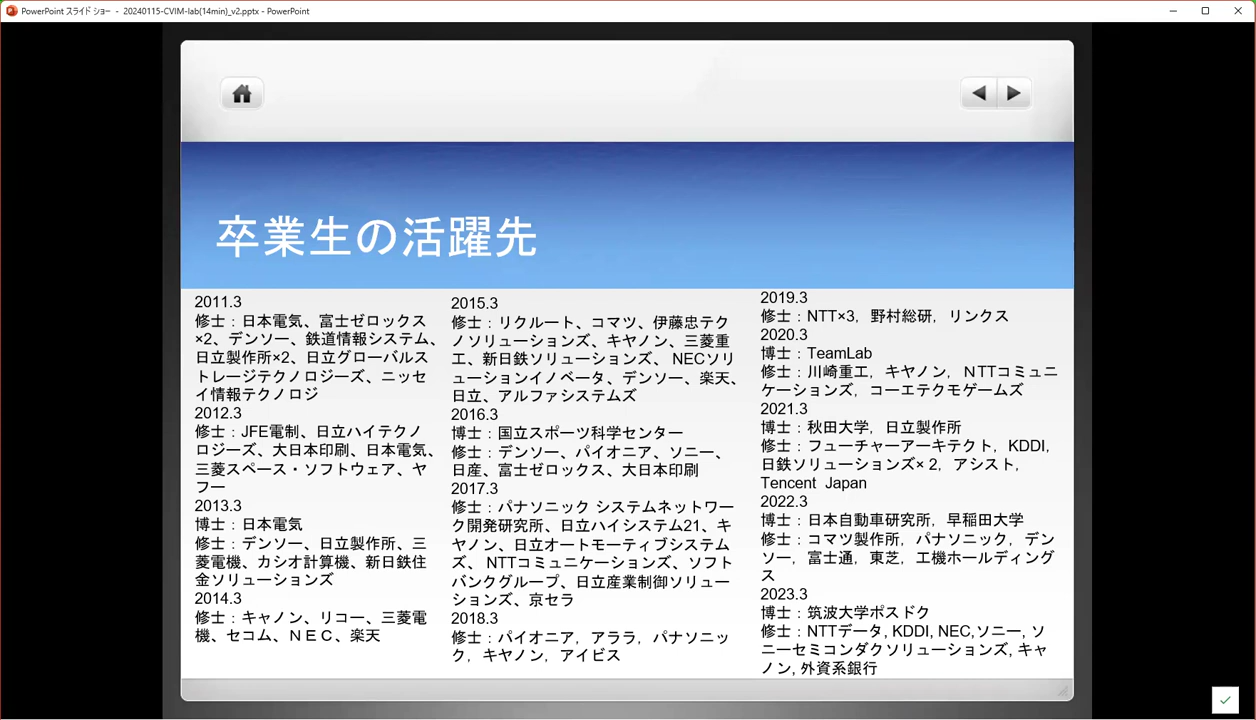 PowerPoint スライド ショー - 20240115-CVIM-lab(14min)_v2.pptx - PowerPoint
卒業生の活躍先
2011.3
修士：日本電気、富士ゼロックス
×2、デンソー、鉄道情報システム、
日立製作所×2、日立グローバルス
トレージテクノロジーズ、ニッセ
イ情報テクノロジ
2012.3
修士：JFE電制、日立ハイテクノ
ロジーズ、大日本印刷、日本電気、
三菱スペース・ソフトウェア、ヤ
フー
2013.3
博士：日本電気
修士：デンソー、日立製作所、三
菱電機、カシオ計算機、新日鉄住
金ソリューションズ
2014.3
修士：キャノン、リコー、三菱電
機、セコム、ＮＥＣ、楽天
2015.3
修士：リクルート、コマツ、伊藤忠テク
ノソリューションズ、キヤノン、三菱重
工、新日鉄ソリューションズ、 NECソリ
ューションイノベータ、デンソー、楽天、
日立、アルファシステムズ
2016.3
博士：国立スポーツ科学センター
修士：デンソー、パイオニア、ソニー、
日産、富士ゼロックス、大日本印刷
2017.3
修士：パナソニック システムネットワー
ク開発研究所、日立ハイシステム21、キ
ヤノン、日立オートモーティブシステム
ズ、 NTTコミュニケーションズ、ソフト
バンクグループ、日立産業制御ソリュー
ションズ、京セラ
2018.3
修士：パイオニア，アララ，パナソニッ
ク，キヤノン，アイビス
2019.3
修士：NTT×3，野村総研，リンクス
2020.3
博士：TeamLab
修士：川崎重工，キヤノン，ＮTTコミュニ
ケーションズ，コーエテクモゲームズ
2021.3
博士：秋田大学，日立製作所
修士：フューチャーアーキテクト，KDDI，
日鉄ソリューションズ× 2，アシスト，
Tencent Japan
2022.3
博士：日本自動車研究所，早稲田大学
修士：コマツ製作所，パナソニック，デン
ソー，富士通，東芝，工機ホールディング
ス
2023.3
博士：筑波大学ポスドク
修士：NTTデータ, KDDI, NEC,ソニー, ソ
ニーセミコンダクソリューションズ, キャ
ノン, 外資系銀行